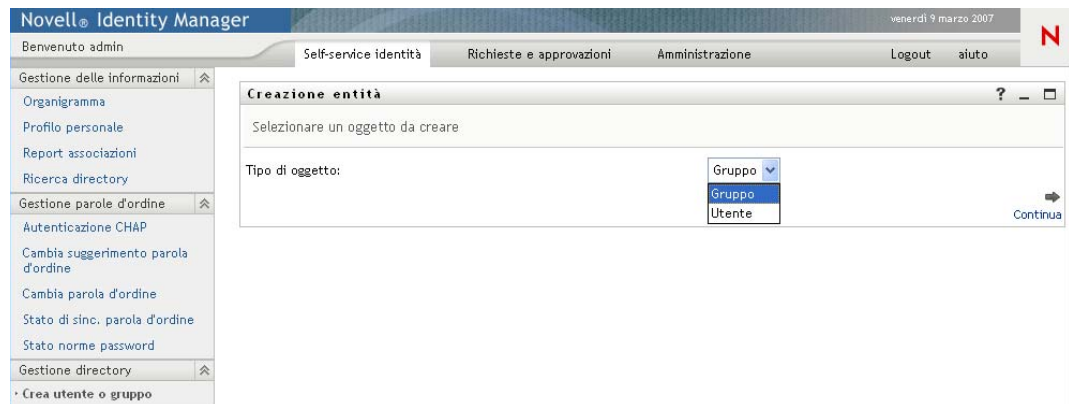 Novell® Identity Manager
venerdì 9 marzo 2007
N
Benvenuto admin
Self-service identità
Richieste e approvazioni
Amministrazione
Logout
aiuto
Gestione delle informazioni
Organigramma
Profilo personale
Report associazioni
Ricerca directory
Gestione parole d'ordine
Autenticazione CHAP
Cambia suggerimento parola
d'ordine
Cambia parola d'ordine
Stato di sinc. parola d'ordine
Stato norme password
Gestione directory
Crea utente o gruppo
Creazione entità
?
Selezionare un oggetto da creare
Tipo di oggetto:
Gruppo
Gruppo
Utente
Continua